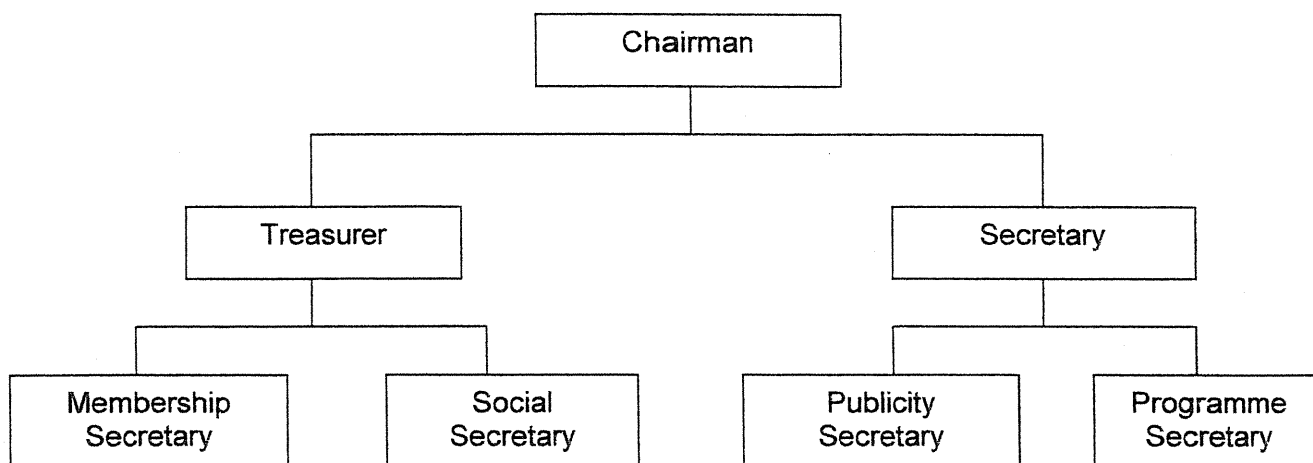 Chairman
Treasurer
Secretary
Membership
Secretary
Social
Secretary
Publicity
Secretary
Programme
Secretary